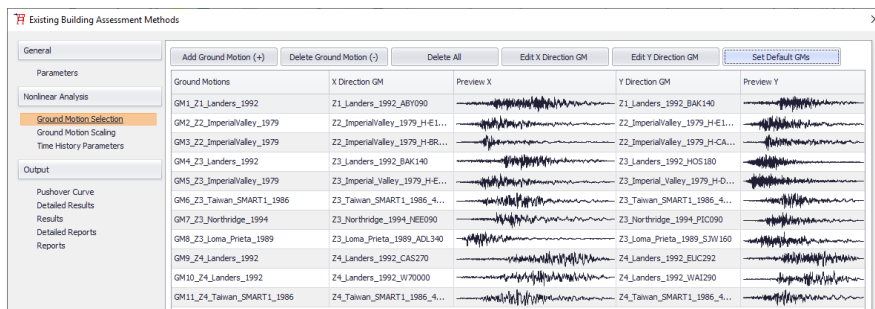 Existing Building Assessment Methods
General
Parameters
Nonlinear Analysis
Ground Motion Selection
Ground Motion Scaling
Time History Parameters
Output
Pushover Curve
Detailed Results
Results
Detailed Reports
Reports
Add Ground Motion (+) Delete Ground Motion (-) Delete All Edit X Direction GM Edit Y Direction GM Set Default GMs
Ground Motions X Direction GM Preview X Y Direction GM Preview Y
GM1_Z1_Landers_1992 Z1_Landers_1992_ABY090 Z1_Landers_1992_BAK140
GM2_Z2_ImperialValley_1979 Z2_ImperialValley_1979_H-E1... Z2_ImperialValley_1979_H-E1...
GM3_Z2_ImperialValley_1979 Z2_ImperialValley_1979_H-BR... Z2_ImperialValley_1979_H-CA...
GM4_Z3_Landers_1992 Z3_Landers_1992_BAK140 Z3_Landers_1992_HOS180
GM5_Z3_ImperialValley_1979 Z3_Imperial_Valley_1979_H-E... Z3_Imperial_Valley_1979_H-D...
GM6_Z3_Taiwan_SMART1_1986 Z3_Taiwan_SMART1_1986_4... Z3_Taiwan_SMART1_1986_4...
GM7_Z3_Northridge_1994 Z3_Northridge_1994_NEE090 Z3_Northridge_1994_PIC090
GM8_Z3_Loma_Prieta_1989 Z3_Loma_Prieta_1989_ADL340 Z3_Loma_Prieta_1989_SJW160
GM9_Z4_Landers_1992 Z4_Landers_1992_CAS270 Z4_Landers_1992_EUC292
GM10_Z4_Landers_1992 Z4_Landers_1992_W70000 Z4_Landers_1992_WAI290
GM11_Z4_Taiwan_SMART1_1986 Z4_Taiwan_SMART1_1986_4... Z4_Taiwan_SMART1_1986_4...